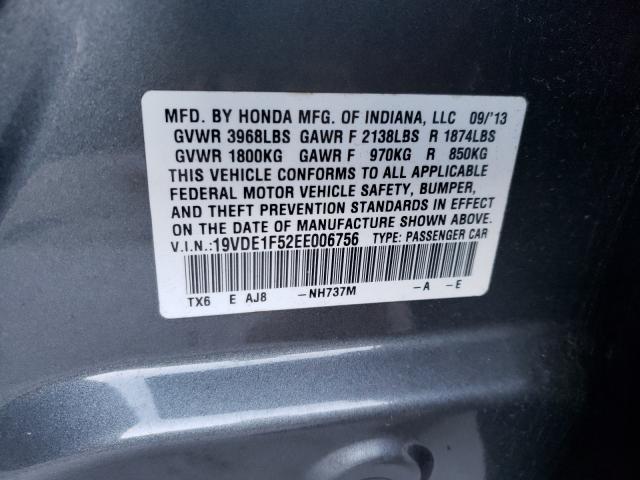 MFD. BY HONDA MFG. OF INDIANA, LLC 09/'13
GVWR 3968LBS GAWR F 2138LBS R 1874LBS
GVWR 1800KG GAWR F 970KG R 850KG
THIS VEHICLE CONFORMS TO ALL APPLICABLE
FEDERAL MOTOR VEHICLE SAFETY, BUMPER,
AND THEFT PREVENTION STANDARDS IN EFFECT
ON THE DATE OF MANUFACTURE SHOWN ABOVE.
V.I.N.:19VDE1F52EE006756 TYPE: PASSENGER CAR
TX6 E AJ8 -NH737M -A -E